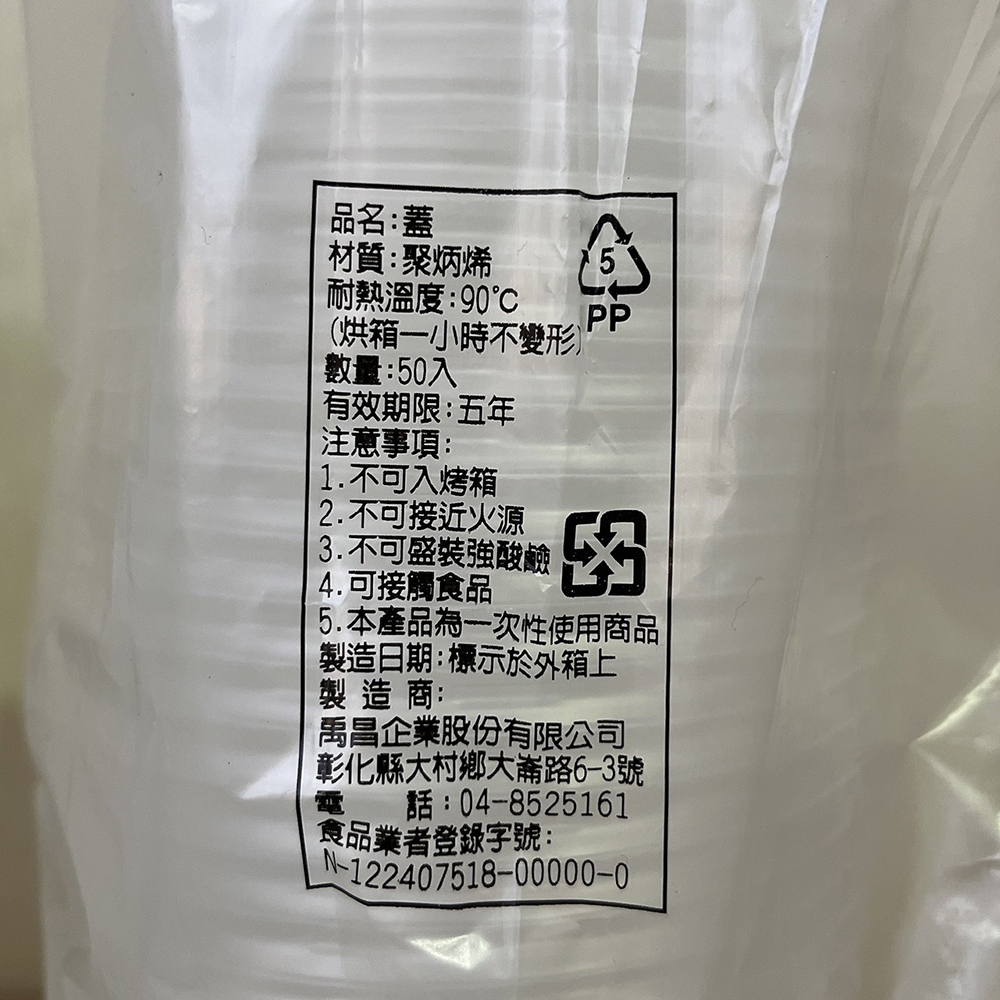 品名:蓋
材質:聚炳烯
耐熱溫度:90°C
(烘箱一小時不變形)
5
PP
數量:50入
有效期限:五年
注意事項:
1.不可入烤箱
2.不可接近火源
3.不可盛裝強酸鹼
4.可接觸食品
5.本產品為一次性使用商品
製造日期:標示於外箱上
製造商:
禹昌企業股份有限公司
彰化縣大村鄉大崙路6-3號
電話:04-8525161
食品業者登錄字號:
N-122407518-00000-0